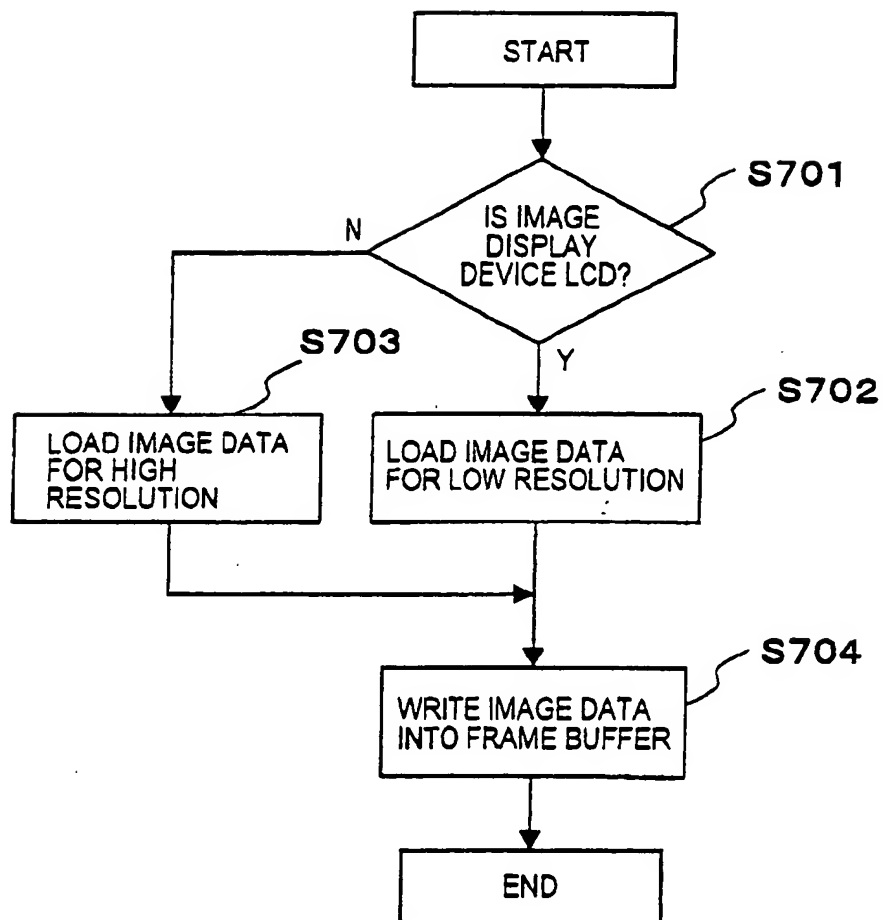 START
S701
IS IMAGE
DISPLAY
DEVICE LCD?
N
Y
S703
LOAD IMAGE DATA
FOR HIGH
RESOLUTION
S702
LOAD IMAGE DATA
FOR LOW RESOLUTION
S704
WRITE IMAGE DATA
INTO FRAME BUFFER
END